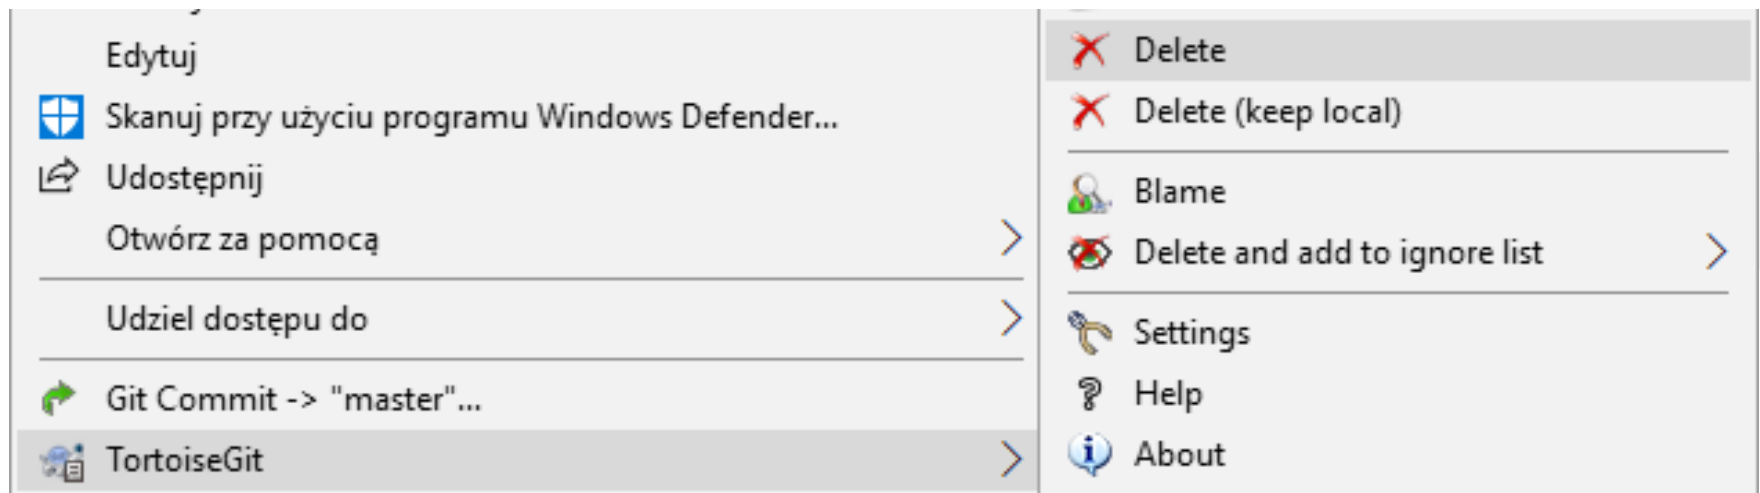 Edytuj
Skanuj przy użyciu programu Windows Defender...
Udostępnij
Otwórz za pomocą
Udziel dostępu do
Git Commit -> "master"...
TortoiseGit
Delete
Delete (keep local)
Blame
Delete and add to ignore list
Settings
Help
About